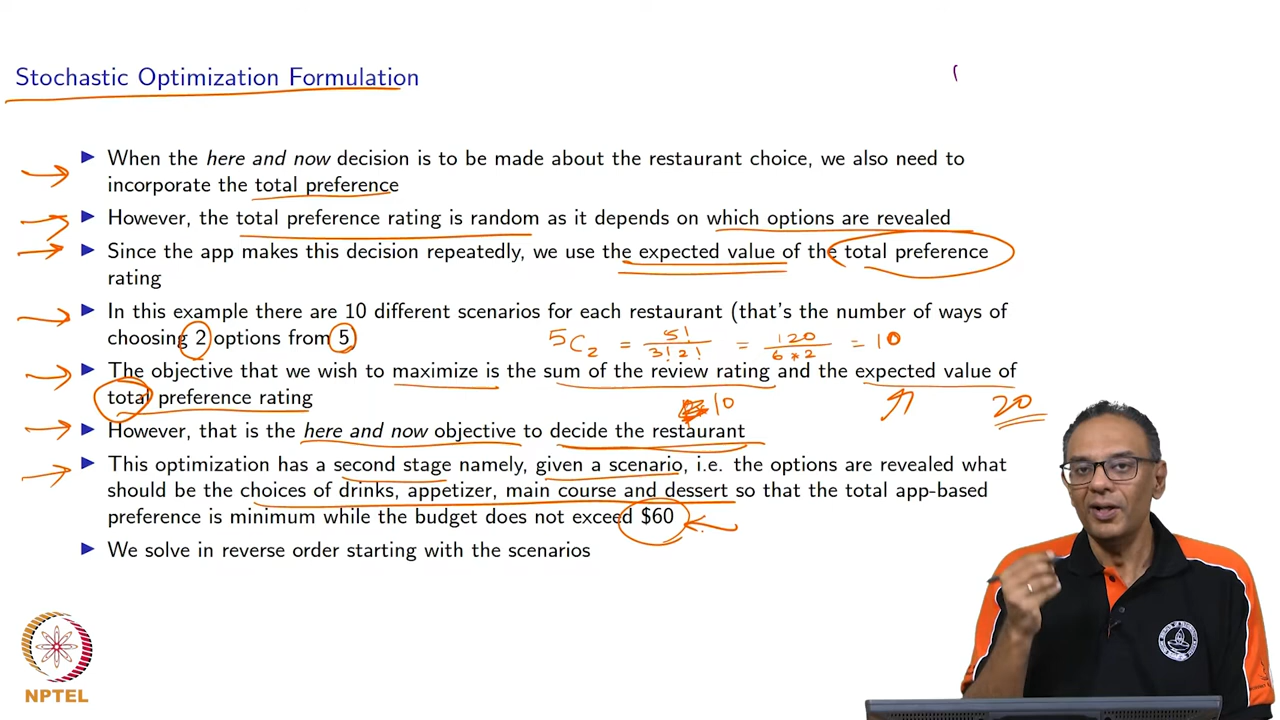 Stochastic Optimization Formulation
When the here and now decision is to be made about the restaurant choice, we also need to
incorporate the total preference
However, the total preference rating is random as it depends on which options are revealed
Since the app makes this decision repeatedly, we use the expected value of the total preference
rating
In this example there are 10 different scenarios for each restaurant (that's the number of ways of
choosing 2 options from 5
5C2 = 5!/3!2! = 120/6*2 = 10
The objective that we wish to maximize is the sum of the review rating and the expected value of
total preference rating
10
20
However, that is the here and now objective to decide the restaurant
This optimization has a second stage namely, given a scenario, i.e. the options are revealed what
should be the choices of drinks, appetizer, main course and dessert so that the total app-based
preference is minimum while the budget does not exceed $60
We solve in reverse order starting with the scenarios
NPTEL